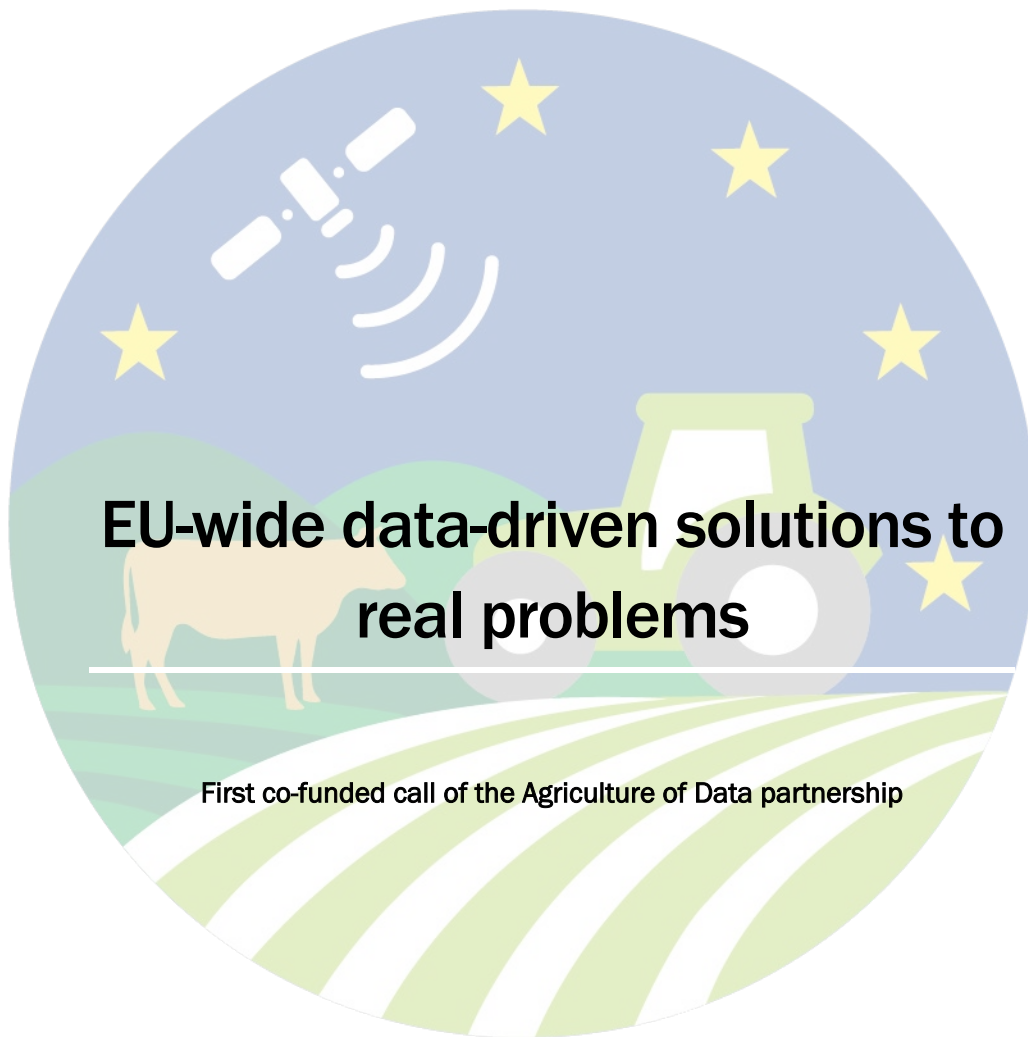 EU-wide data-driven solutions to
real problems
First co-funded call of the Agriculture of Data partnership